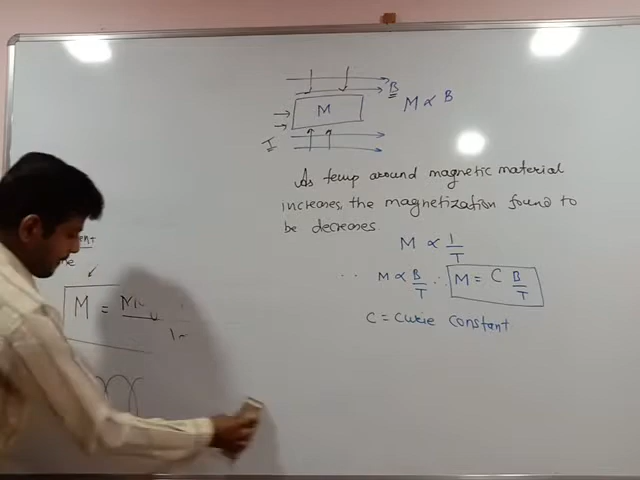 B
M
M ∝ B
I
As temp around magnetic material
increases, the magnetization found to
be decreases
M ∝ 1/T
∴ M ∝ B/T ∴ M = C B/T
C = Curie Constant
M =